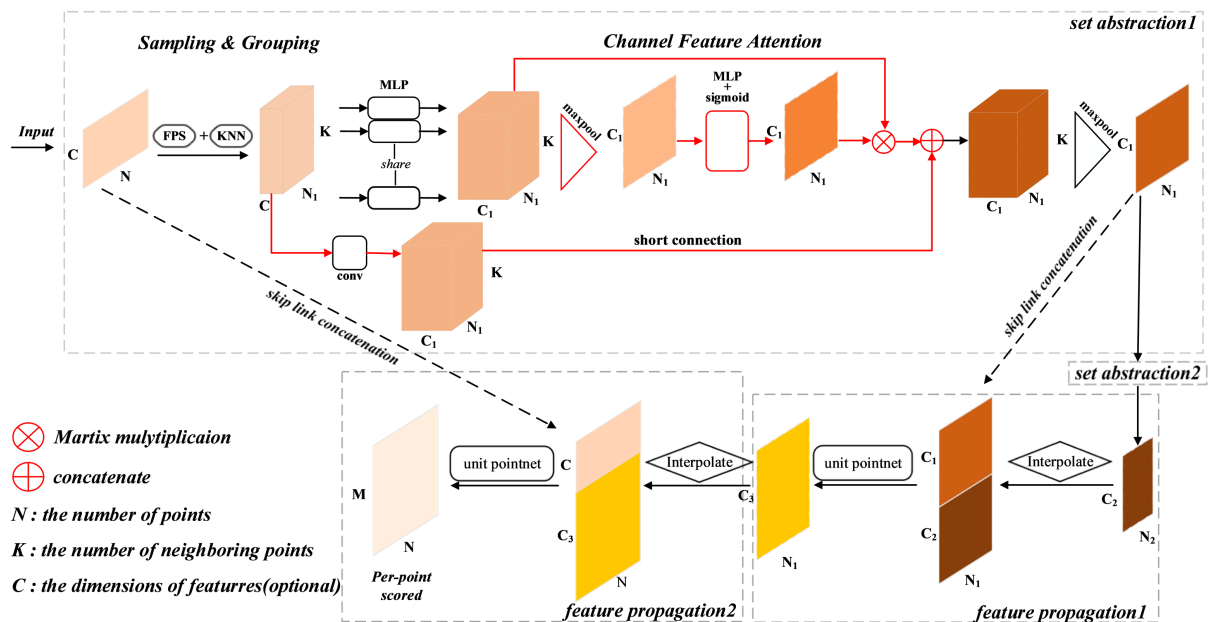 set abstraction1
Sampling & Grouping
Channel Feature Attention
Input
C
N
FPS + KNN
K
C
N1
MLP
share
K
C1
N1
maxpool
C1
N1
MLP
+
sigmoid
C1
N1
K
C1
N1
maxpool
C1
N1
conv
K
C1
N1
short connection
skip link concatenation
skip link concatenation
set abstraction2
Martix mulytiplicaion
concatenate
N : the number of points
K : the number of neighboring points
C : the dimensions of featurres(optional)
M
N
Per-point
scored
unit pointnet
C
C3
N
Interpolate
C3
N1
unit pointnet
C1
C2
N1
Interpolate
C2
N2
feature propagation2
feature propagation1